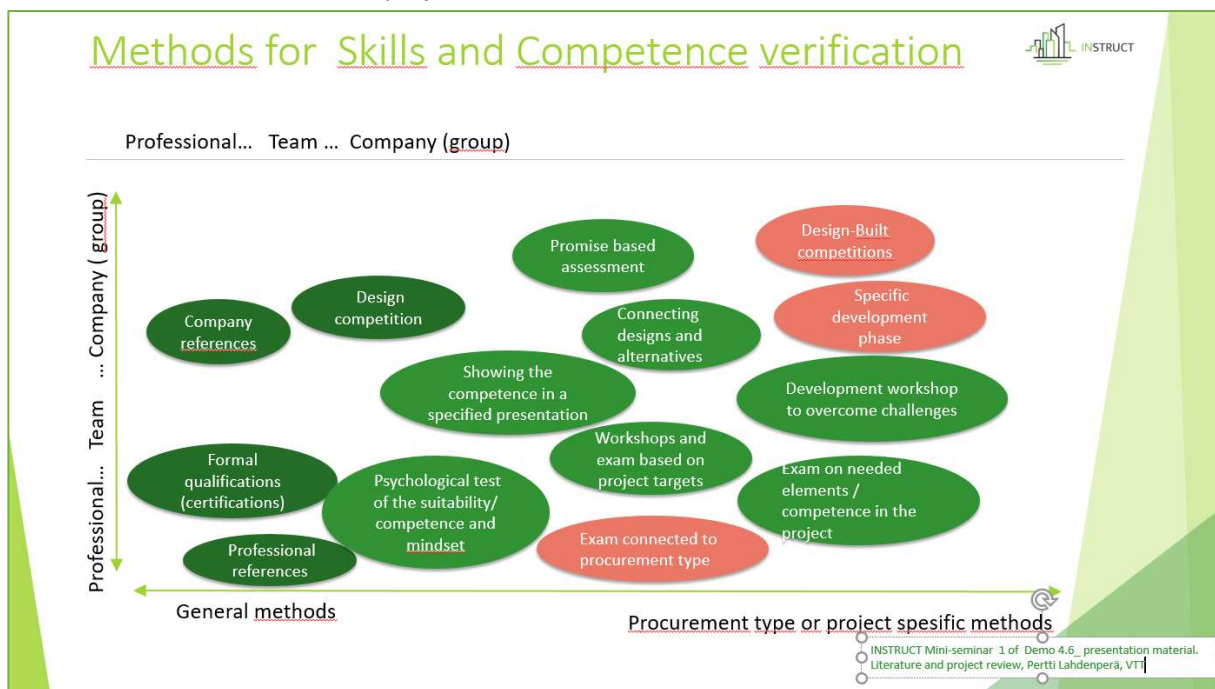 Methods for Skills and Competence verification
INSTRUCT
Professional... Team ... Company (group)
Professional... Team ... Company ( group)
Promise based
assessment
Design-Built
competitions
Design
competition
Company
references
Connecting
designs and
alternatives
Specific
development
phase
Showing the
competence in a
specified presentation
Development workshop
to overcome challenges
Workshops and
exam based on
project targets
Formal
qualifications
(certifications)
Psychological test
of the suitability/
competence and
mindset
Exam on needed
elements /
competence in the
project
Professional
references
Exam connected to
procurement type
General methods
Procurement type or project spesific methods
INSTRUCT Mini-seminar 1 of Demo 4.6_ presentation material.
Literature and project review, Pertti Lahdenperä, VTT